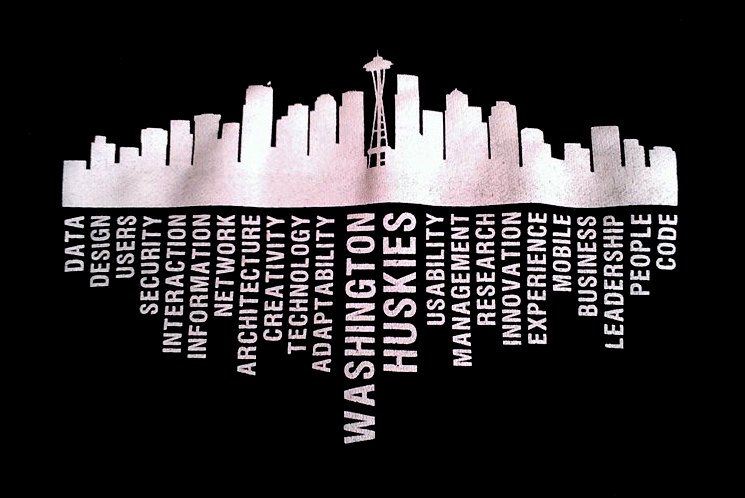 DATA
DESIGN
USERS
SECURITY
INTERACTION
INFORMATION
NETWORK
ARCHITECTURE
CREATIVITY
TECHNOLOGY
ADAPTABILITY
WASHINGTON
HUSKIES
USABILITY
MANAGEMENT
RESEARCH
INNOVATION
EXPERIENCE
MOBILE
BUSINESS
LEADERSHIP
PEOPLE
CODE